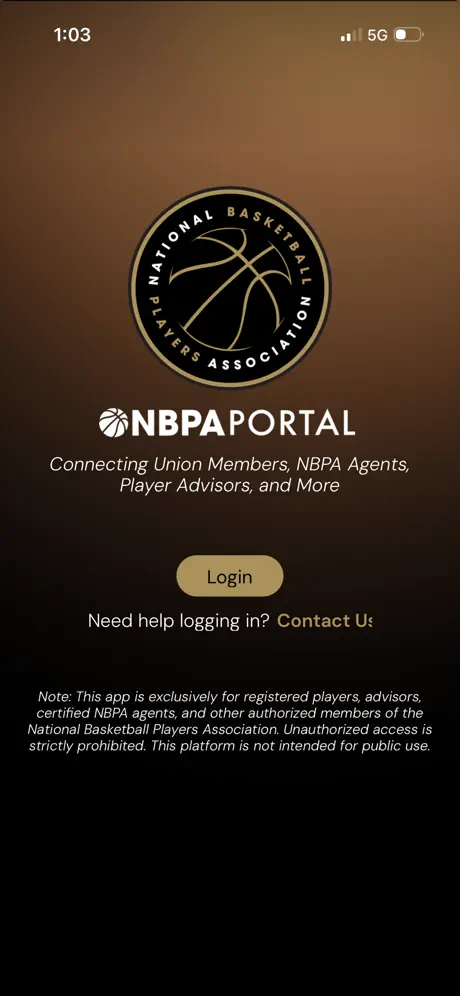 1:03
5G
NATIONAL BASKETBALL
PLAYERS ASSOCIATION
NBPAPORTAL
Connecting Union Members, NBPA Agents,
Player Advisors, and More
Login
Need help logging in? Contact Us
Note: This app is exclusively for registered players, advisors,
certified NBPA agents, and other authorized members of the
National Basketball Players Association. Unauthorized access is
strictly prohibited. This platform is not intended for public use.